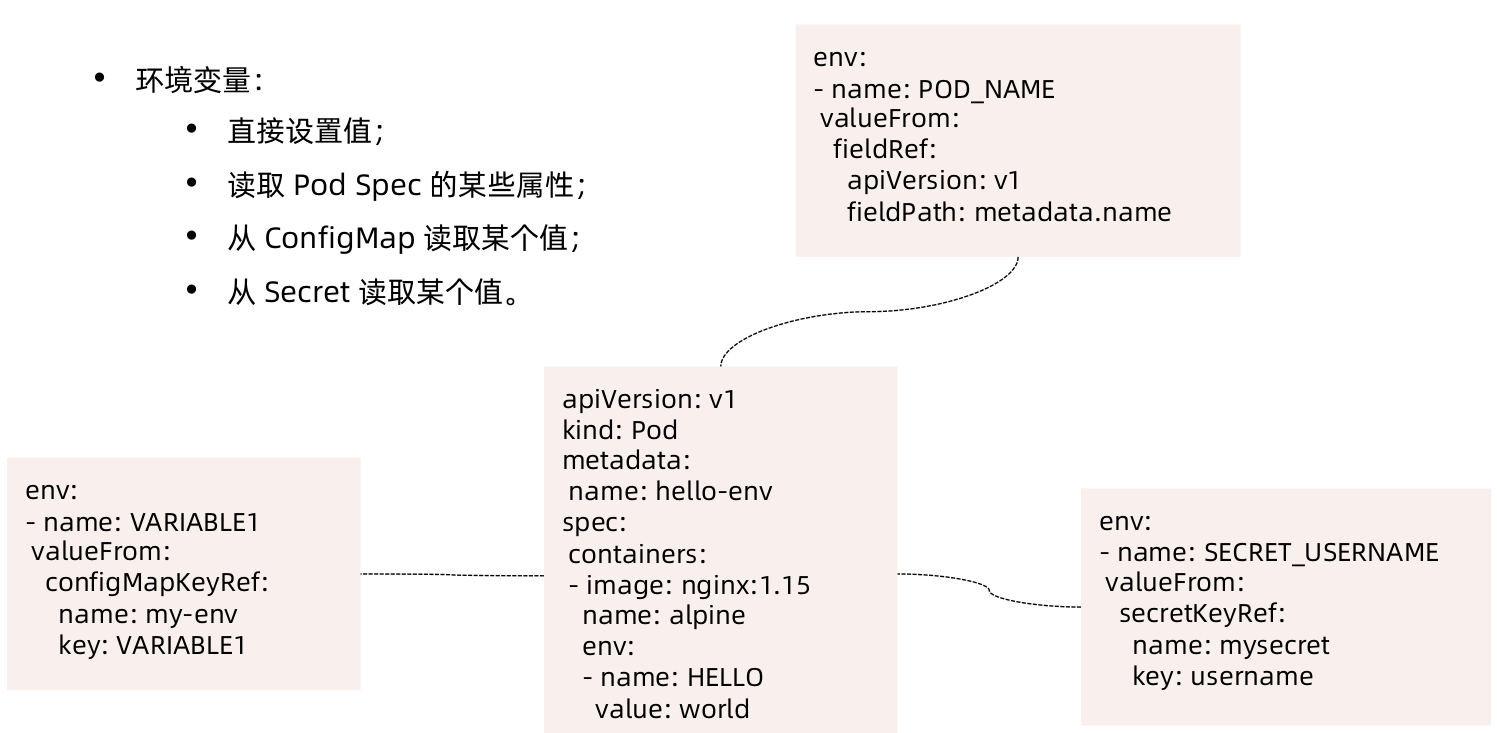 • 环境变量：
• 直接设置值；
• 读取 Pod Spec 的某些属性；
• 从 ConfigMap 读取某个值；
• 从 Secret 读取某个值。
env:
- name: POD_NAME
 valueFrom:
  fieldRef:
    apiVersion: v1
    fieldPath: metadata.name
env:
- name: VARIABLE1
 valueFrom:
   configMapKeyRef:
     name: my-env
     key: VARIABLE1
apiVersion: v1
kind: Pod
metadata:
 name: hello-env
spec:
 containers:
 - image: nginx:1.15
   name: alpine
   env:
   - name: HELLO
     value: world
env:
- name: SECRET_USERNAME
 valueFrom:
   secretKeyRef:
     name: mysecret
     key: username